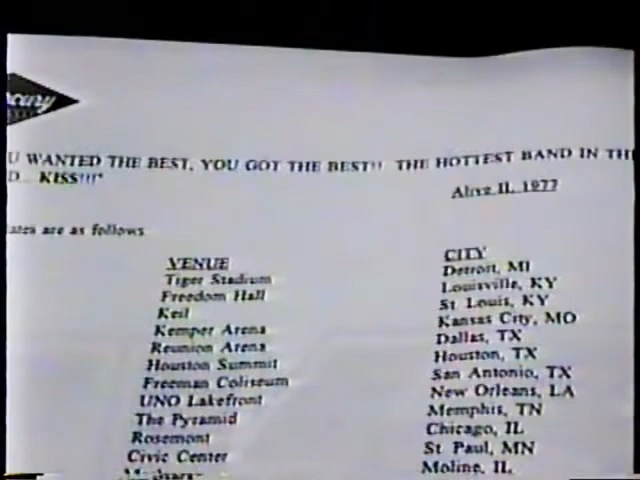 cury
U WANTED THE BEST, YOU GOT THE BEST!! THE HOTTEST BAND IN TH
D... KISS!!!"
Alive II, 1977
ates are as follows
VENUE CITY
Tiger Stadium Detroit, MI
Freedom Hall Louisville, KY
Keil St Louis, KY
Kemper Arena Kansas City, MO
Reunion Arena Dallas, TX
Houston Summit Houston, TX
Freeman Coliseum San Antonio, TX
UNO Lakefront New Orleans, LA
The Pyramid Memphis, TN
Rosemont Chicago, IL
Civic Center St Paul, MN
Moline, IL